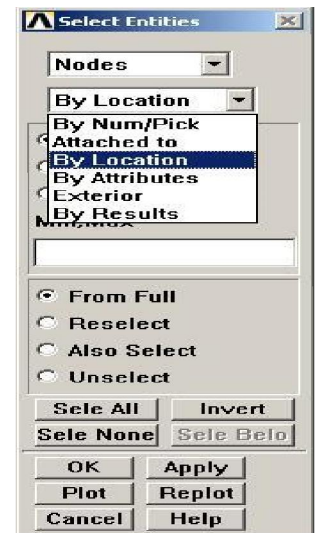 Select Entities
Nodes
By Location
By Num/Pick
Attached to
By Location
By Attributes
Exterior
By Results
From Full
Reselect
Also Select
Unselect
Sele All Invert
Sele None Sele Belo
OK Apply
Plot Replot
Cancel Help